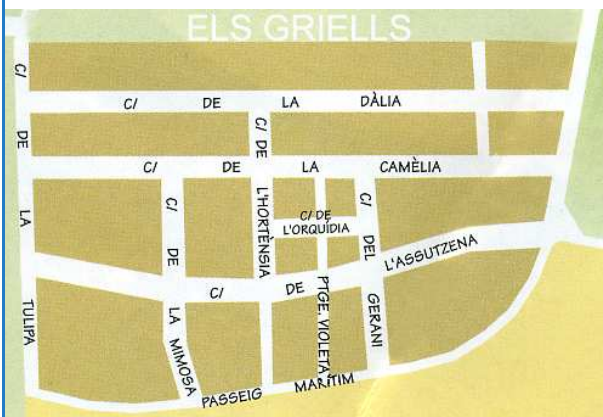 ELS GRIELLS
C/ DE LA DÀLIA
C/ DE LA CAMÈLIA
C/ DE LA TULIPA
C/ DE L'HORTÈNSIA
C/ DE LA MIMOSA
C/ DE L'ORQUÍDIA
C/ DEL GERANI
C/ DE L'ASSUTZENA
PTGE. VIOLETA
PASSEIG MARÍTIM